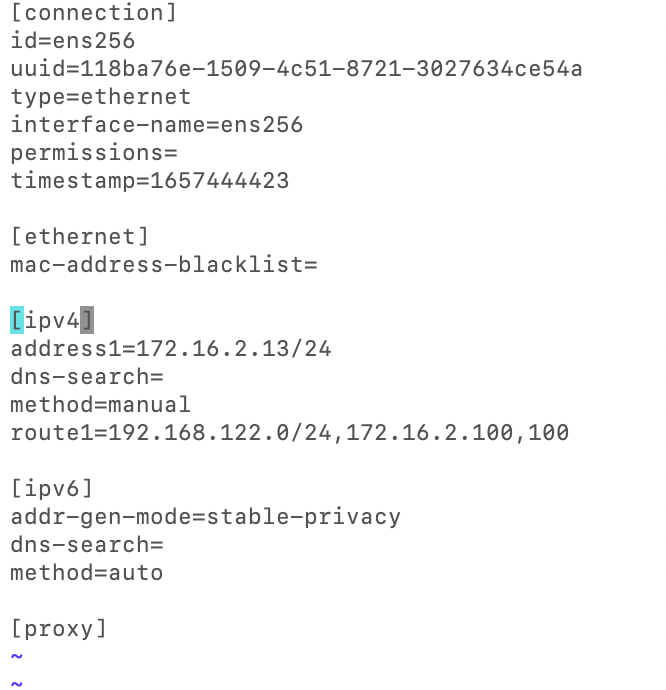 [connection]
id=ens256
uuid=118ba76e-1509-4c51-8721-3027634ce54a
type=ethernet
interface-name=ens256
permissions=
timestamp=1657444423

[ethernet]
mac-address-blacklist=

[ipv4]
address1=172.16.2.13/24
dns-search=
method=manual
route1=192.168.122.0/24,172.16.2.100,100

[ipv6]
addr-gen-mode=stable-privacy
dns-search=
method=auto

[proxy]
~
~